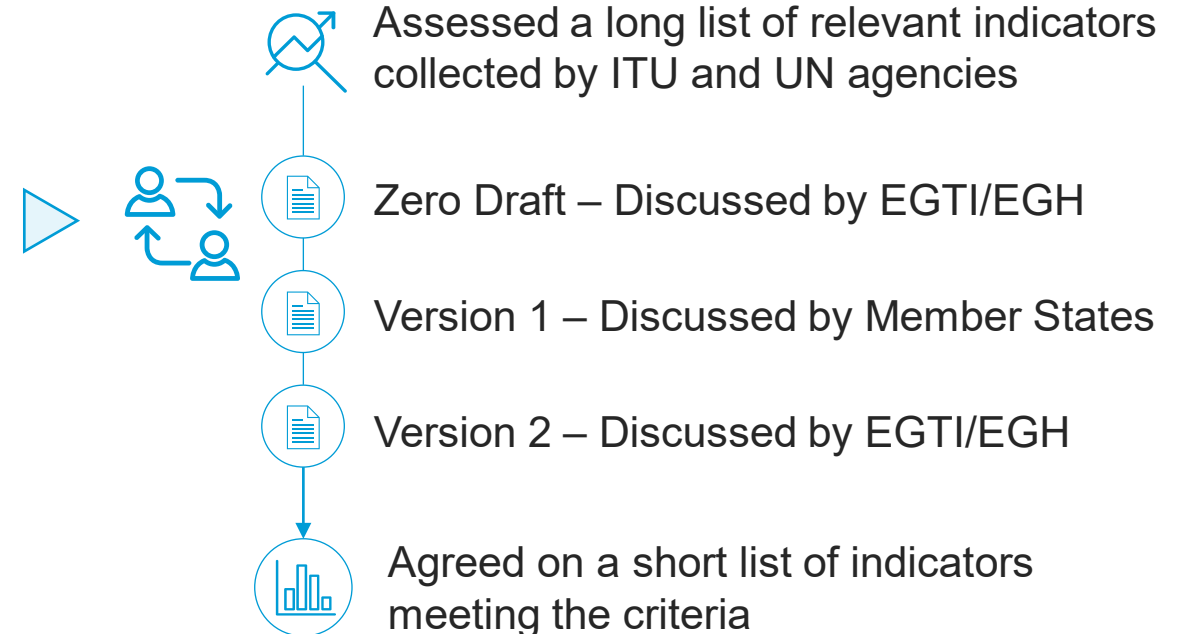 Assessed a long list of relevant indicators
collected by ITU and UN agencies
Zero Draft – Discussed by EGTI/EGH
Version 1 – Discussed by Member States
Version 2 – Discussed by EGTI/EGH
Agreed on a short list of indicators
meeting the criteria